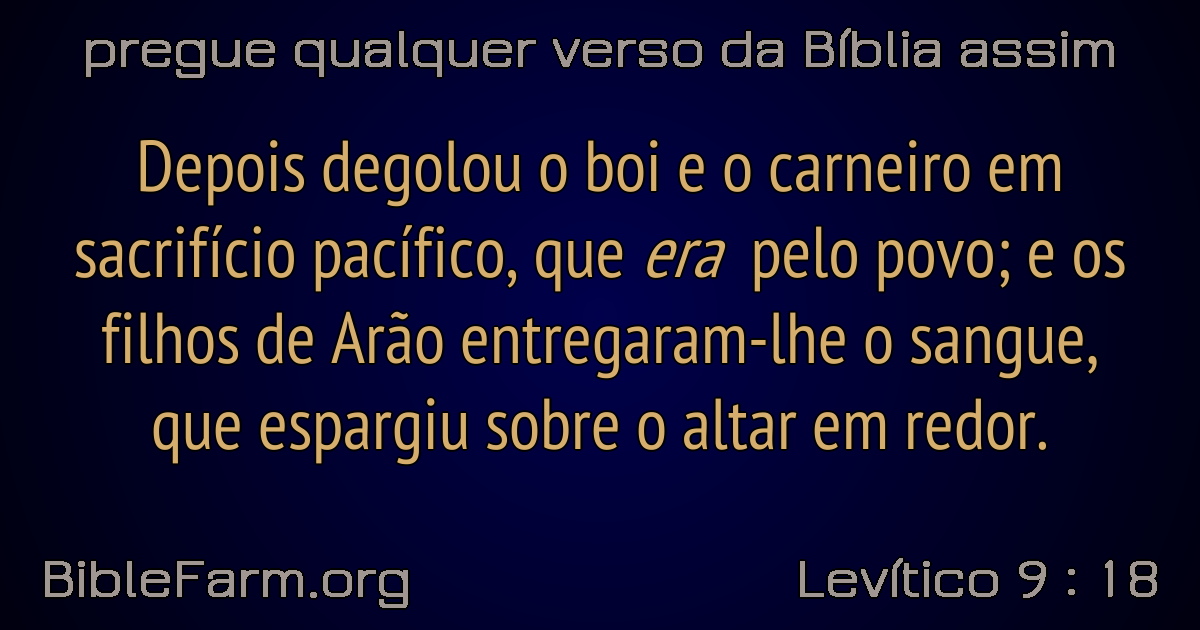 pregue qualquer verso da Bíblia assim
Depois degolou o boi e o carneiro em
sacrifício pacífico, que era pelo povo; e os
filhos de Arão entregaram-lhe o sangue,
que espargiu sobre o altar em redor.
BibleFarm.org
Levítico 9 : 18